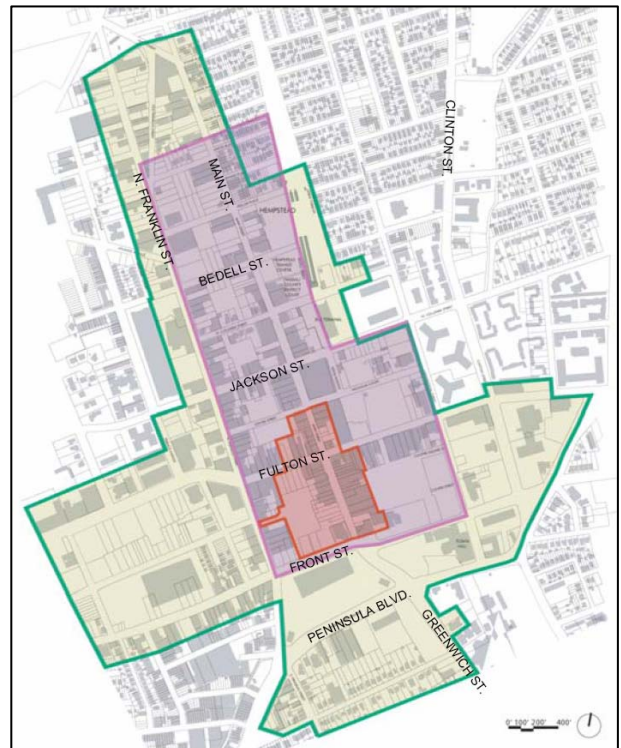 CLINTON ST.
MAIN ST.
N. FRANKLIN ST.
HEMPSTEAD
BEDELL ST.
JACKSON ST.
FULTON ST.
FRONT ST.
PENINSULA BLVD.
GREENWICH ST.
0' 100' 200' 400'